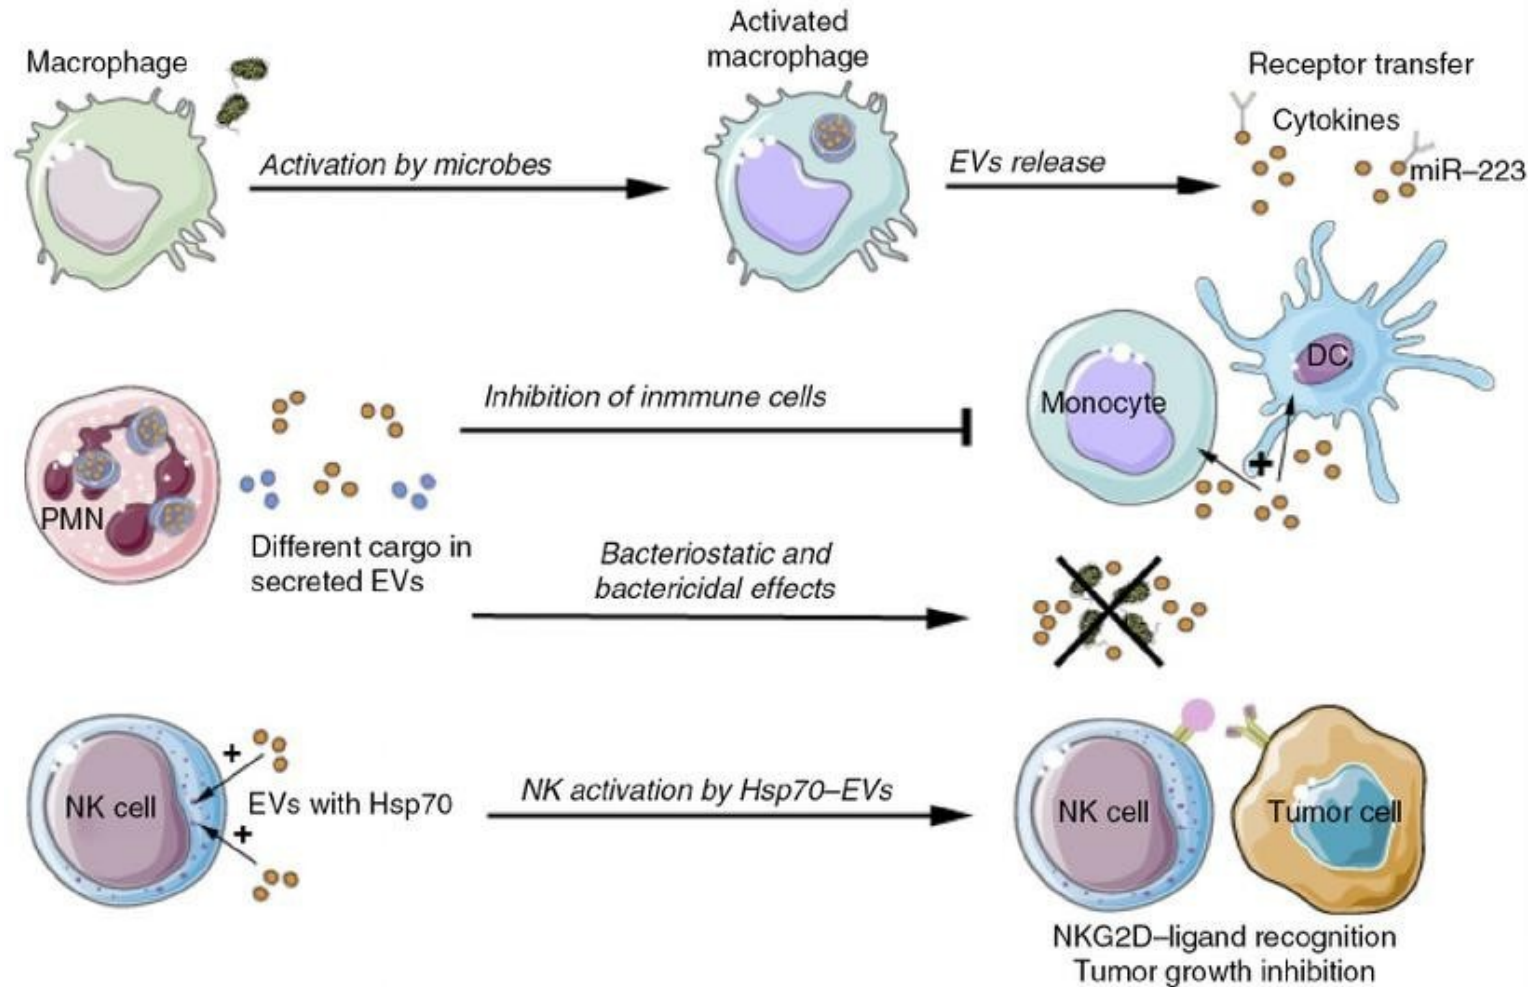 Macrophage
Activation by microbes
Activated
macrophage
EVs release
Receptor transfer
Cytokines
miR–223
PMN
Different cargo in
secreted EVs
Inhibition of inmmune cells
Monocyte
DC
+
Bacteriostatic and
bactericidal effects
NK cell
+
EVs with Hsp70
+
NK activation by Hsp70–EVs
NK cell
Tumor cell
NKG2D–ligand recognition
Tumor growth inhibition